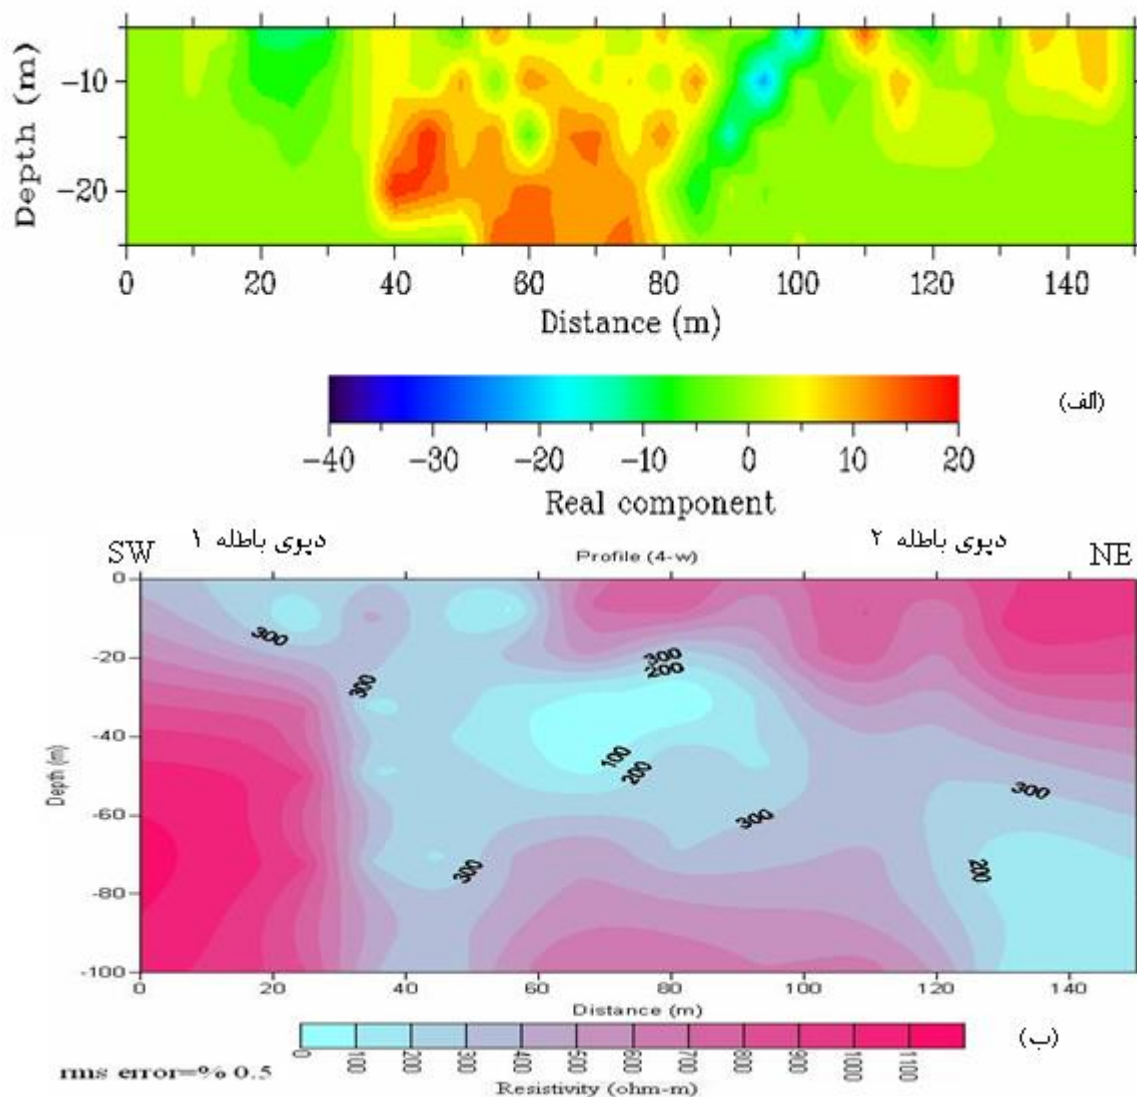 Depth (m)
-10
-20
0 20 40 60 80 100 120 140
Distance (m)
(الف)
-40 -30 -20 -10 0 10 20
Real component
SW دپوی باطله ۱ Profile (4-w) دپوی باطله ۲ NE
Depth(m)
0
-20
-40
-60
-80
-100
300 300 300 200
100 200
300 300
300 200
0 20 40 60 80 100 120 140
Distance (m)
0 100 200 300 400 500 600 700 800 900 1000 1100
(ب)
rms error=% 0.5
Resistivity (ohm-m)